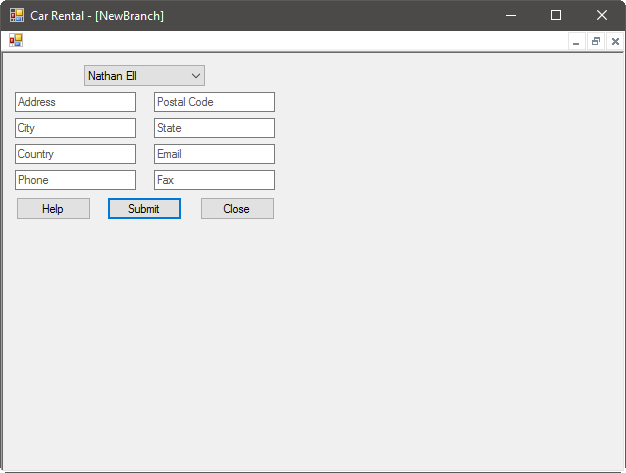 Car Rental - [NewBranch]
Nathan Ell
Address Postal Code
City State
Country Email
Phone Fax
Help Submit Close